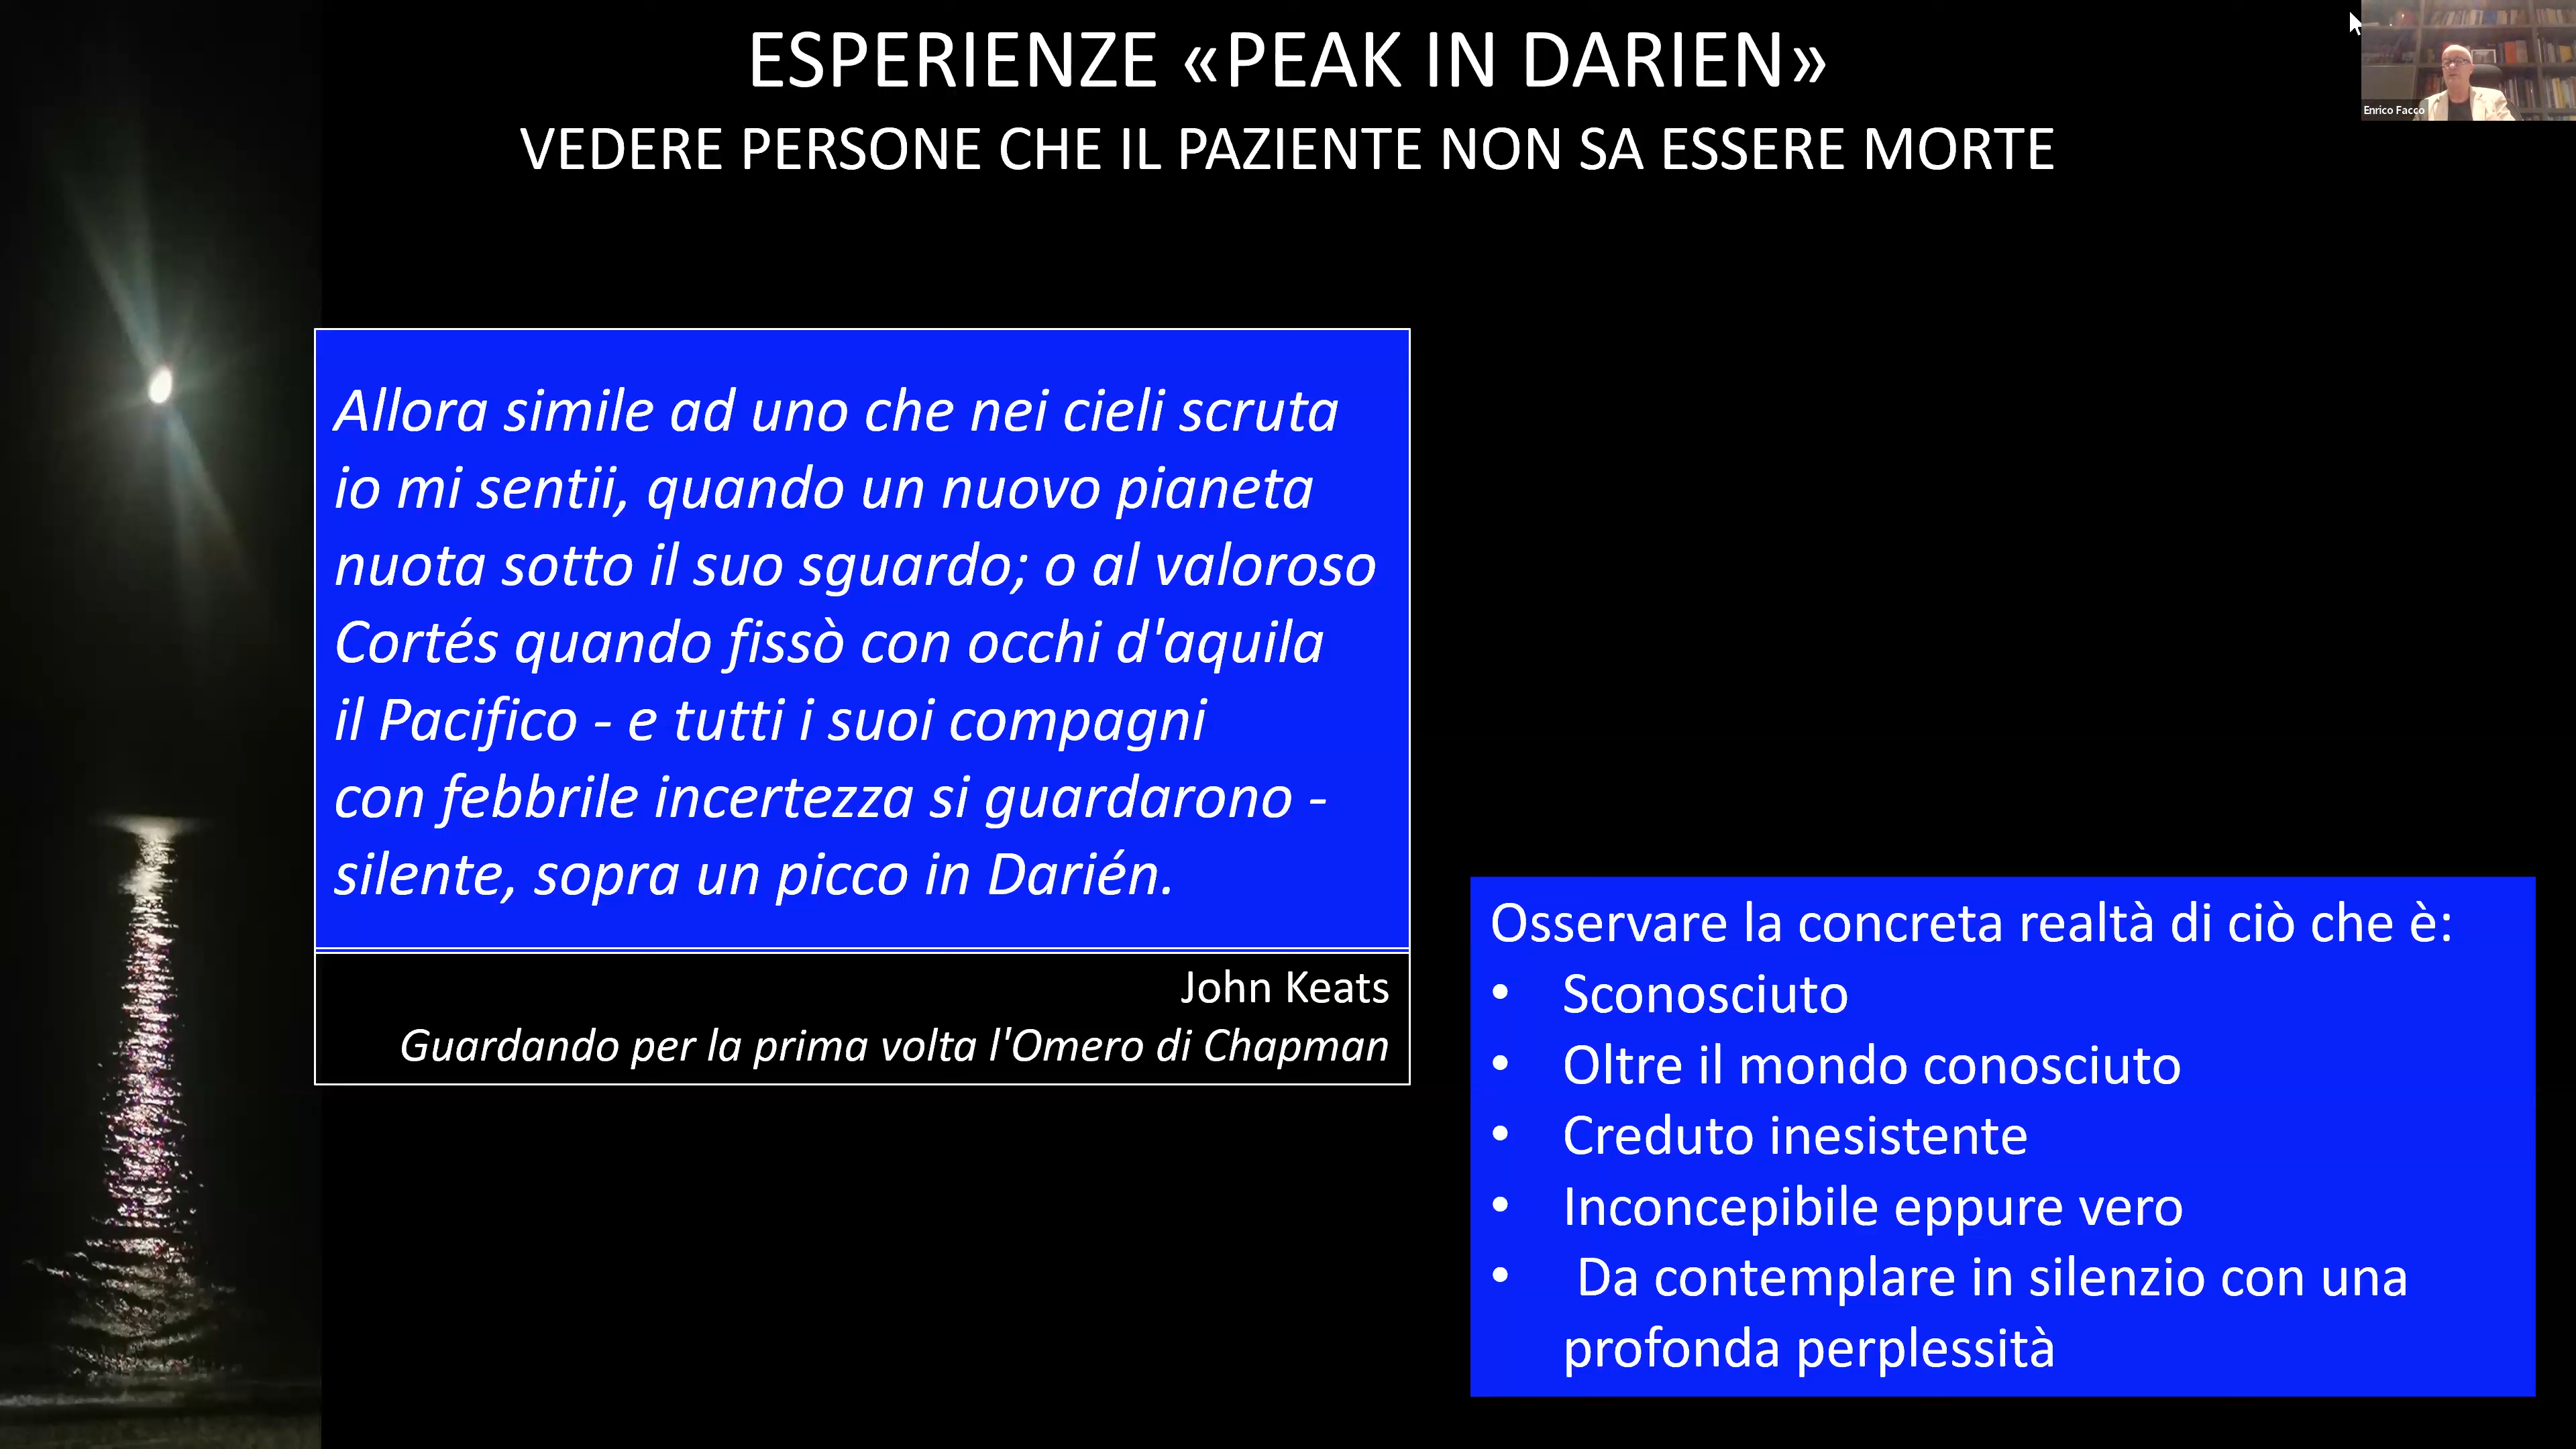 ESPERIENZE «PEAK IN DARIEN»
VEDERE PERSONE CHE IL PAZIENTE NON SA ESSERE MORTE
Enrico Facco
Allora simile ad uno che nei cieli scruta
io mi sentii, quando un nuovo pianeta
nuota sotto il suo sguardo; o al valoroso
Cortés quando fissò con occhi d'aquila
il Pacifico - e tutti i suoi compagni
con febbrile incertezza si guardarono -
silente, sopra un picco in Darién.
John Keats
Guardando per la prima volta l'Omero di Chapman
Osservare la concreta realtà di ciò che è:
• Sconosciuto
• Oltre il mondo conosciuto
• Creduto inesistente
• Inconcepibile eppure vero
• Da contemplare in silenzio con una
profonda perplessità